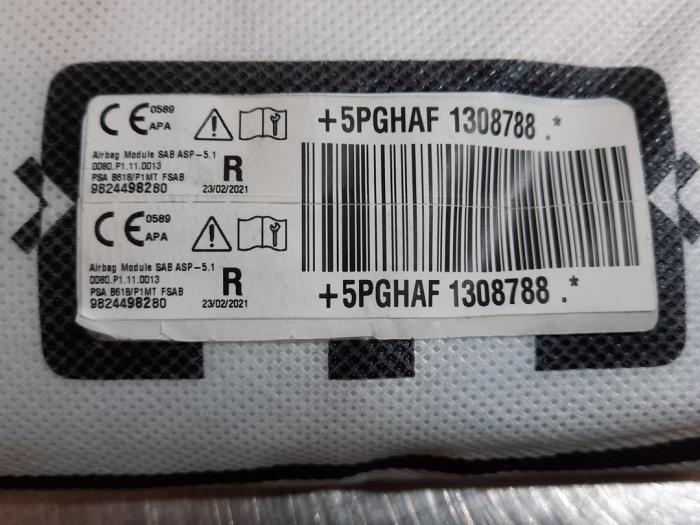 CE 0589
APA
+5PGHAF 1308788 .*
Airbag Module SAB ASP-5.1
0080.P1.11.0013
PSA B618/P1MT FSAB
9824498280
R
23/02/2021
CE 0589
APA
Airbag Module SAB ASP-5.1
0080.P1.11.0013
PSA B618/P1MT FSAB
9824498280
R
23/02/2021
+5PGHAF 1308788 .*